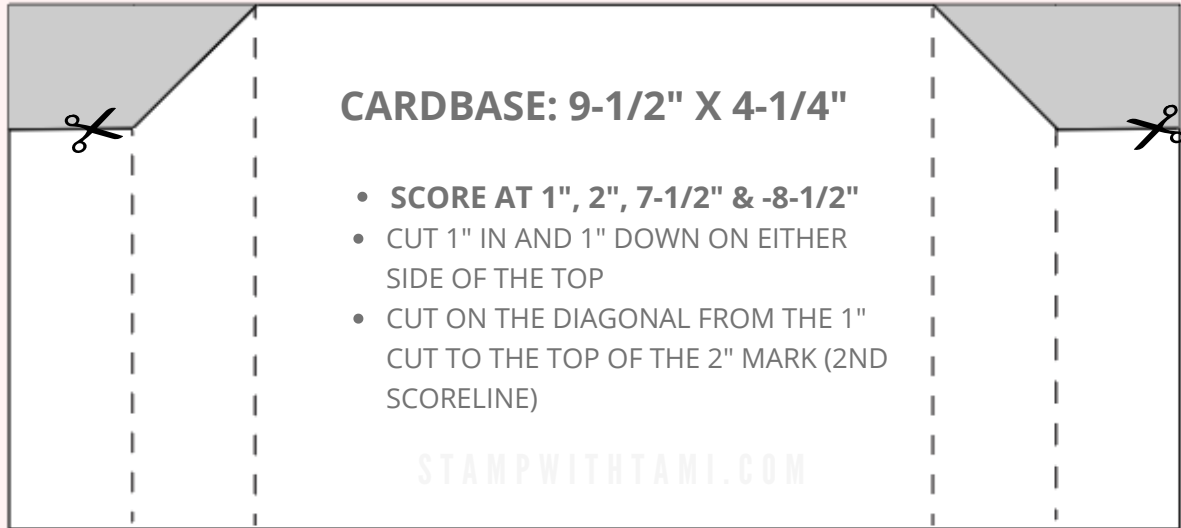 CARDBASE: 9-1/2" X 4-1/4"
• SCORE AT 1", 2", 7-1/2" & -8-1/2"
• CUT 1" IN AND 1" DOWN ON EITHER
SIDE OF THE TOP
• CUT ON THE DIAGONAL FROM THE 1"
CUT TO THE TOP OF THE 2" MARK (2ND
SCORELINE)
STAMPWITHTAMI.COM